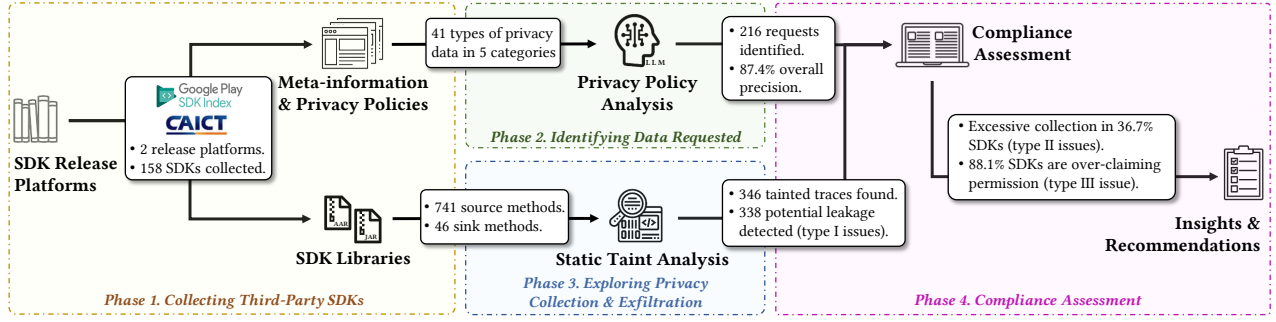 SDK Release
Platforms
Google Play
SDK Index
CAICT
• 2 release platforms.
• 158 SDKs collected.
Meta-information
& Privacy Policies
AAR
JAR
SDK Libraries
Phase 1. Collecting Third-Party SDKs
41 types of privacy
data in 5 categories
LLM
Privacy Policy
Analysis
Phase 2. Identifying Data Requested
• 216 requests
identified.
• 87.4% overall
precision.
• 741 source methods.
• 46 sink methods.
Static Taint Analysis
Phase 3. Exploring Privacy
Collection & Exfiltration
• 346 tainted traces found.
• 338 potential leakage
detected (type I issues).
Compliance
Assessment
• Excessive collection in 36.7%
SDKs (type II issues).
• 88.1% SDKs are over-claiming
permission (type III issue).
Insights &
Recommendations
Phase 4. Compliance Assessment